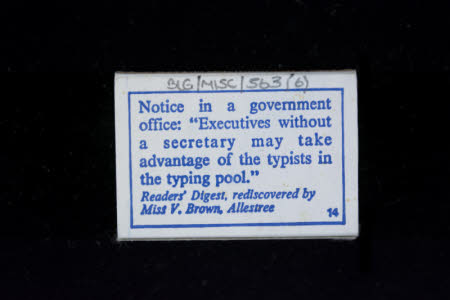 BLG/MISC/563(6)
Notice in a government
office: "Executives without
a secretary may take
advantage of the typists in
the typing pool."
Readers' Digest, rediscovered by
Miss V. Brown, Allestree
14